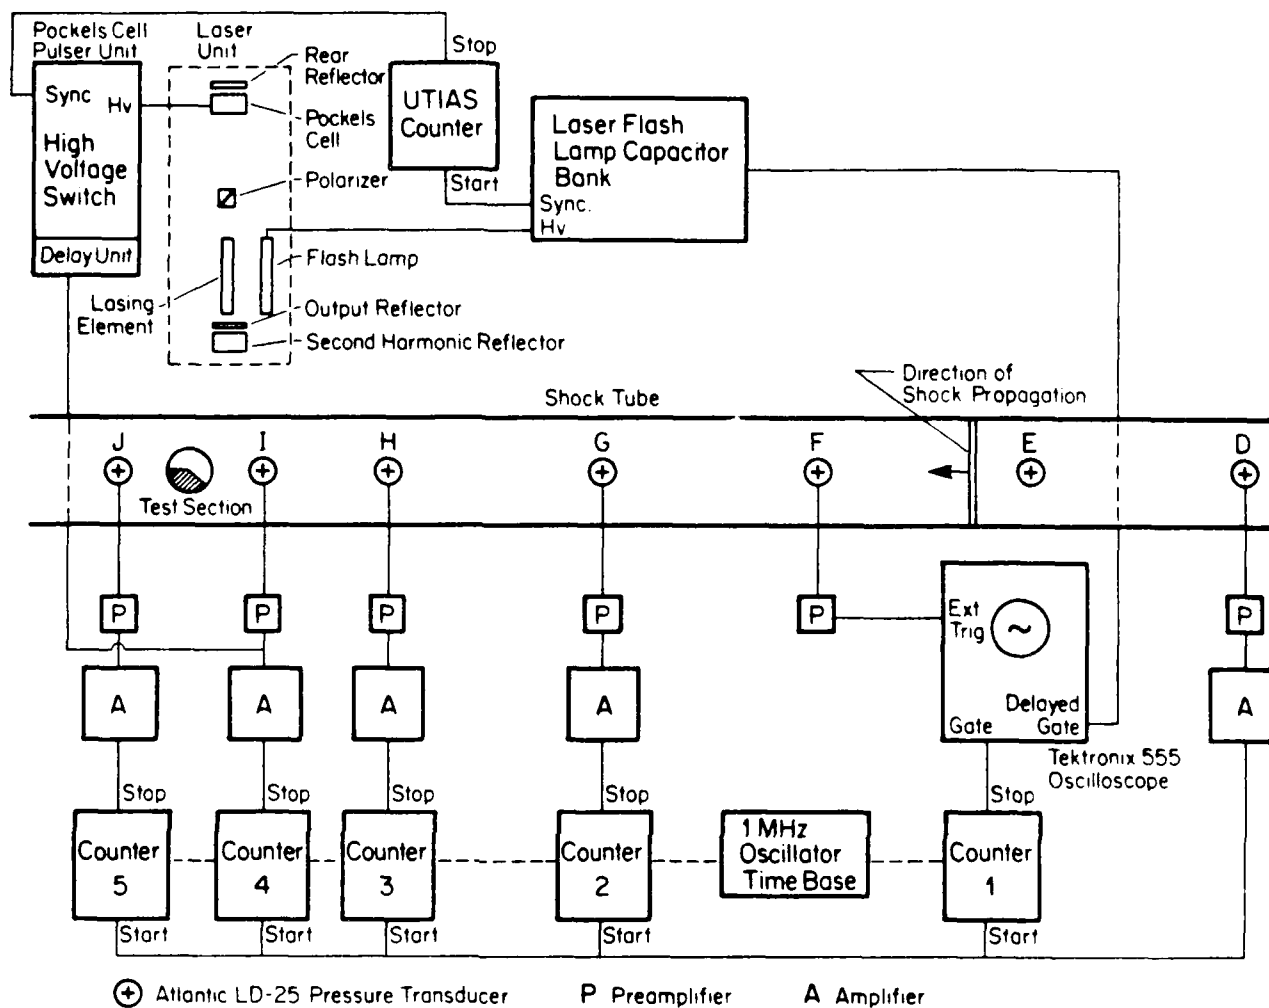 Pockels Cell
Pulser Unit
Laser
Unit
Rear
Reflector
Stop
Sync
Hv
High
Voltage
Switch
Delay Unit
Pockels
Cell
Polarizer
Flash Lamp
Lasing
Element
Output Reflector
Second Harmonic Reflector
UTIAS
Counter
Start
Laser Flash
Lamp Capacitor
Bank
Sync.
Hv
Shock Tube
Direction of
Shock Propagation
J
I
H
G
F
E
D
Test Section
P
P
P
P
P
P
Ext
Trig
~
Delayed
Gate
Gate
Tektronix 555
Oscilloscope
A
A
A
A
A
Stop
Stop
Stop
Stop
Stop
Counter
5
Counter
4
Counter
3
Counter
2
1 MHz
Oscillator
Time Base
Counter
1
Start
Start
Start
Start
Start
Atlantic LD-25 Pressure Transducer
P Preamplifier
A Amplifier